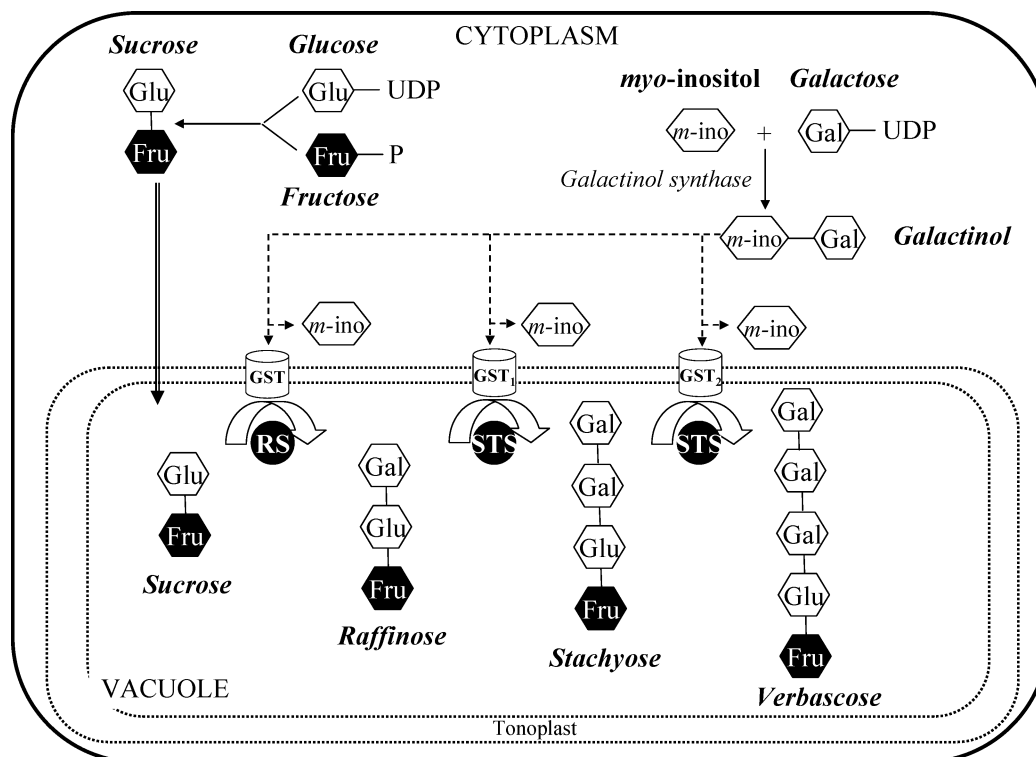 CYTOPLASM
Sucrose
Glucose
Glu
Glu
UDP
Fru
Fru
P
Fructose
myo-inositol
Galactose
m-ino
+
Gal
UDP
Galactinol synthase
m-ino
Gal
Galactinol
m-ino
m-ino
m-ino
GST
GST1
GST2
RS
STS
STS
Glu
Fru
Sucrose
Gal
Glu
Fru
Raffinose
Gal
Gal
Glu
Fru
Stachyose
Gal
Gal
Gal
Glu
Fru
Verbascose
VACUOLE
Tonoplast